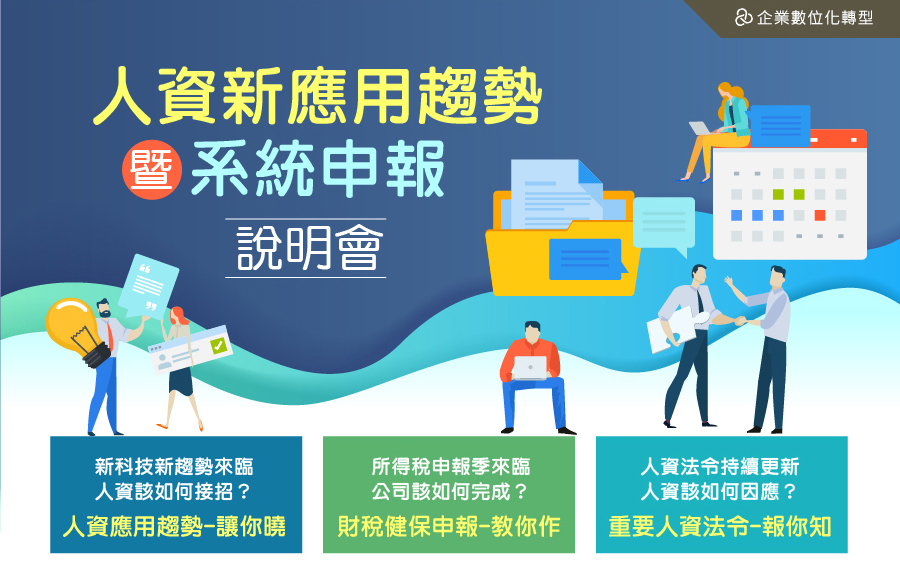 企業數位化轉型
人資新應用趨勢
暨系統申報
說明會
新科技新趨勢來臨
人資該如何接招？
人資應用趨勢-讓你曉
所得稅申報季來臨
公司該如何完成？
財稅健保申報-教你作
人資法令持續更新
人資該如何因應？
重要人資法令-報你知